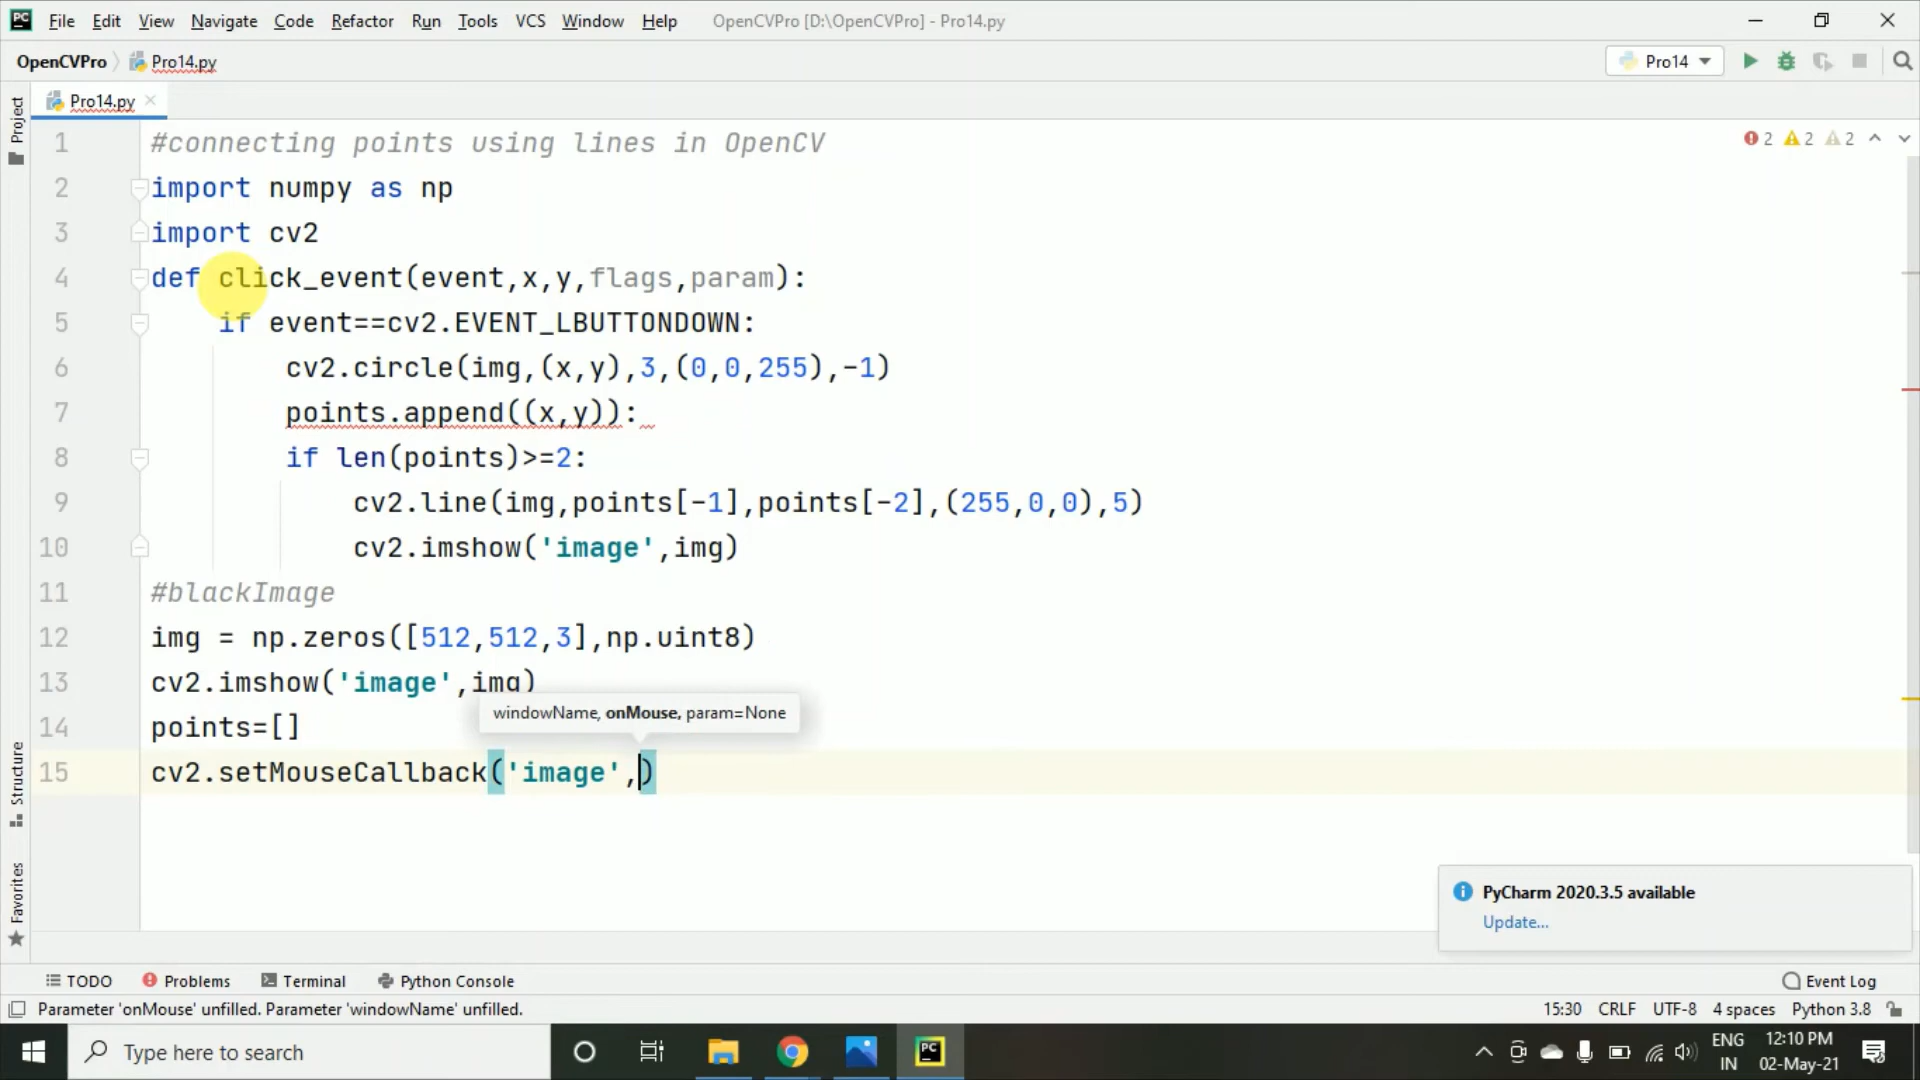 PC File Edit View Navigate Code Refactor Run Tools VCS Window Help OpenCVPro [D:\OpenCVPro] - Pro14.py
OpenCVPro Pro14.py Pro14
Pro14.py
Project
2 2 2
1 #connecting points using lines in OpenCV
2 import numpy as np
3 import cv2
4 def click_event(event,x,y,flags,param):
5 if event==cv2.EVENT_LBUTTONDOWN:
6 cv2.circle(img,(x,y),3,(0,0,255),-1)
7 points.append((x,y)):
8 if len(points)>=2:
9 cv2.line(img,points[-1],points[-2],(255,0,0),5)
10 cv2.imshow('image',img)
11 #blackImage
12 img = np.zeros([512,512,3],np.uint8)
13 cv2.imshow('image',img)
windowName, onMouse, param=None
14 points=[]
15 cv2.setMouseCallback('image',)
Structure
Favorites
PyCharm 2020.3.5 available
Update...
TODO Problems Terminal Python Console Event Log
Parameter 'onMouse' unfilled. Parameter 'windowName' unfilled. 15:30 CRLF UTF-8 4 spaces Python 3.8
Type here to search
PC
ENG
IN
12:10 PM
02-May-21